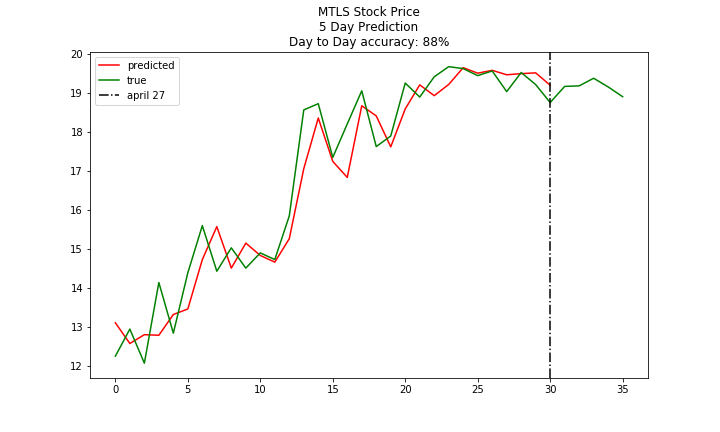 MTLS Stock Price
5 Day Prediction
Day to Day accuracy: 88%
predicted
true
april 27
20
19
18
17
16
15
14
13
12
0 5 10 15 20 25 30 35